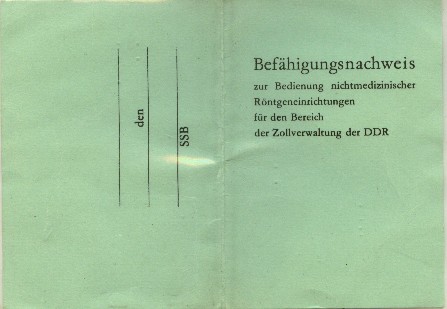 den
SSB
Befähigungsnachweis
zur Bedienung nichtmedizinischer
Röntgeneinrichtungen
für den Bereich
der Zollverwaltung der DDR